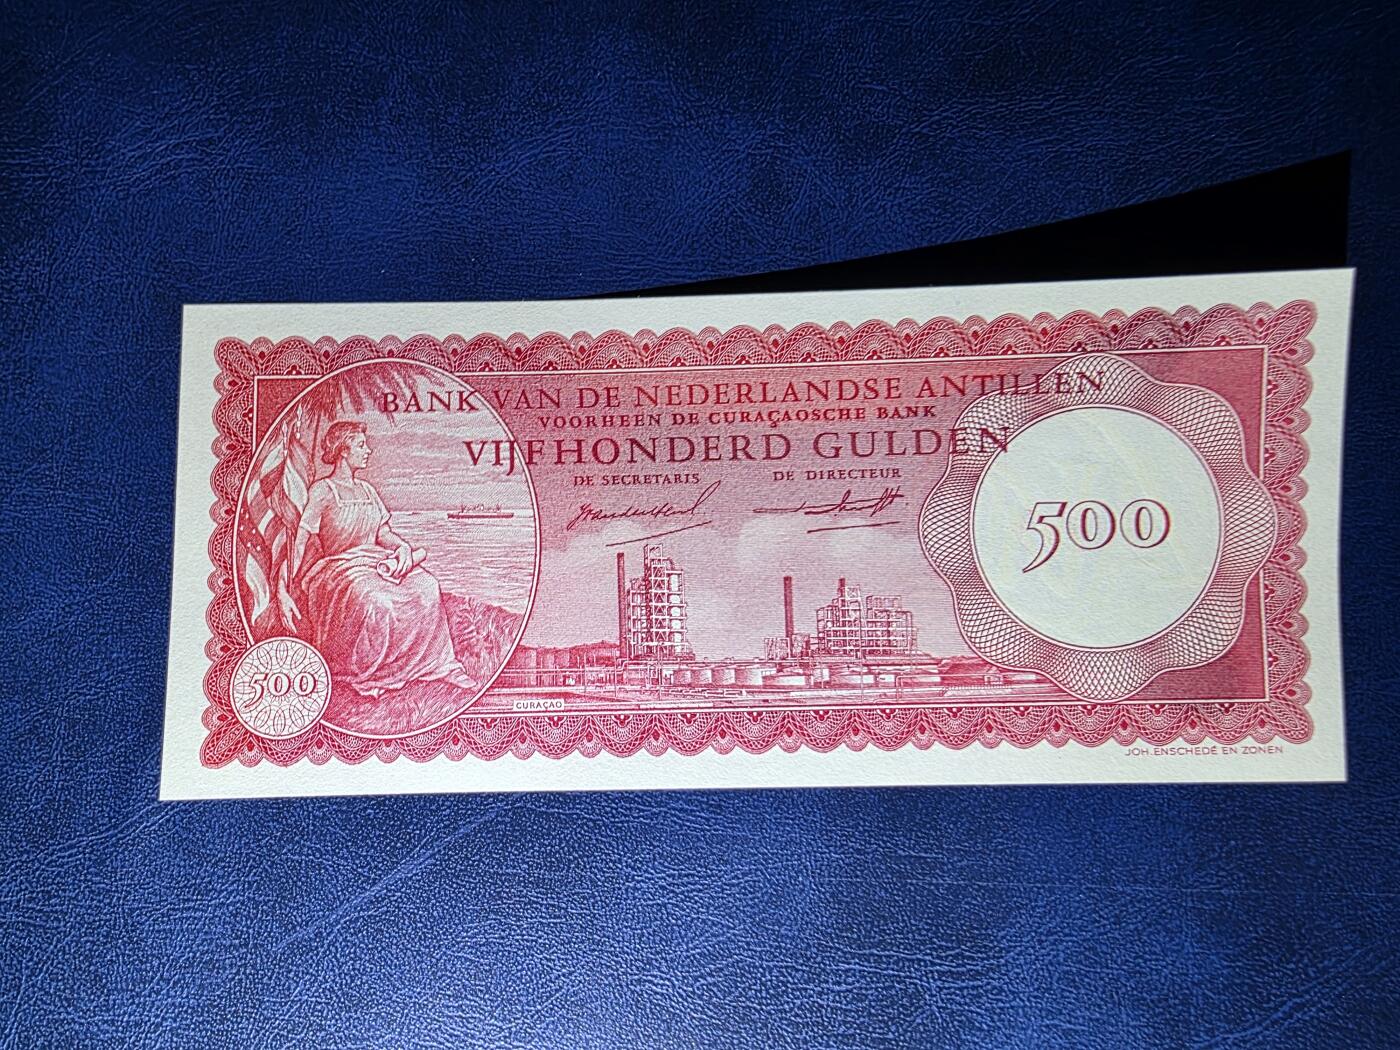 BANK VAN DE NEDERLANDSE ANTILLEN
VOORHEEN DE CURAÇAOSCHE BANK
VIJFHONDERD GULDEN
DE SECRETARIS DE DIRECTEUR
500
500
CURAÇAO
JOH. ENSCHEDÉ EN ZONEN